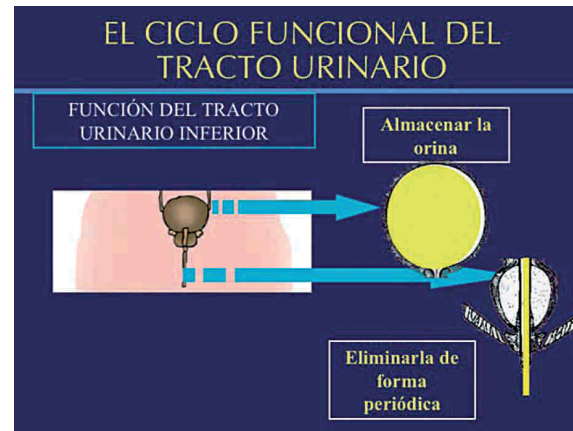 EL CICLO FUNCIONAL DEL
TRACTO URINARIO
FUNCIÓN DEL TRACTO
URINARIO INFERIOR
Almacenar la
orina
Eliminarla de
forma
periódica